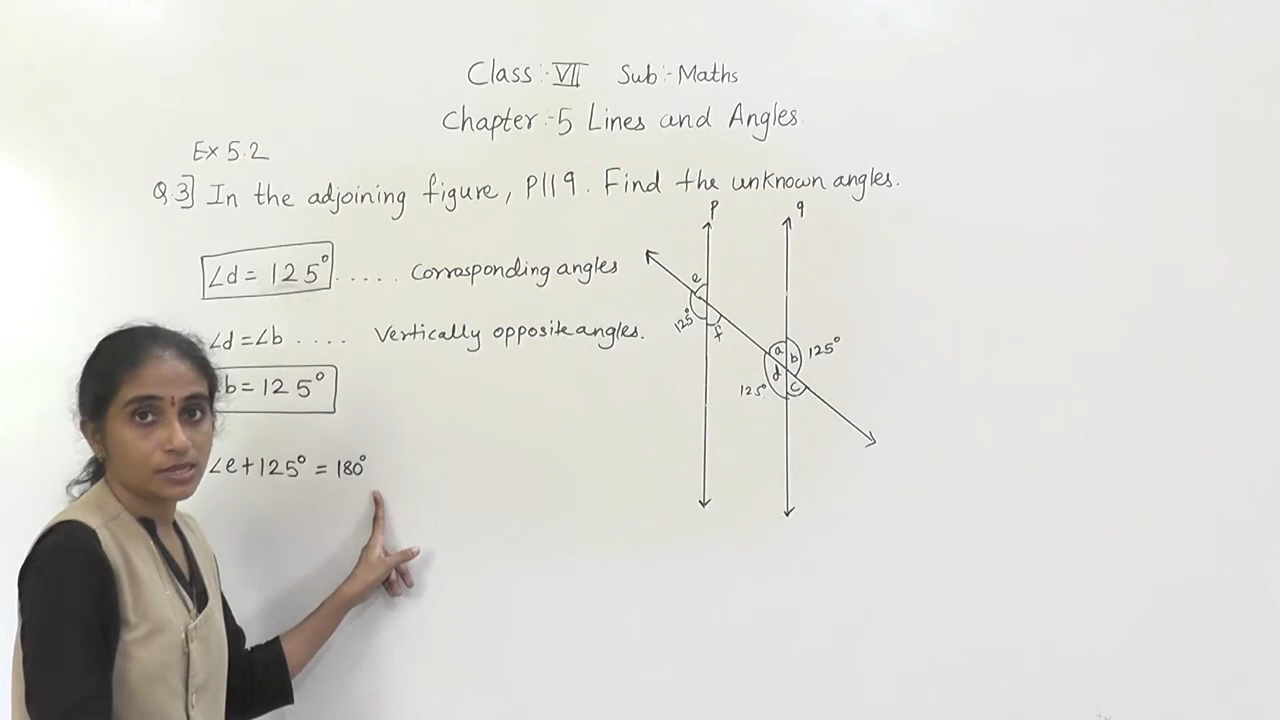 Class:- VII Sub:- Maths
Chapter:-5 Lines and Angles.
Ex 5.2
Q.3] In the adjoining figure, P||q. Find the unknown angles.
∠d = 125° ..... Corrosponding angles
∠d = ∠b .... Vertically opposite angles.
b = 125°
∠e + 125° = 180°
p q
e
125°
f
a b 125°
d c
125°